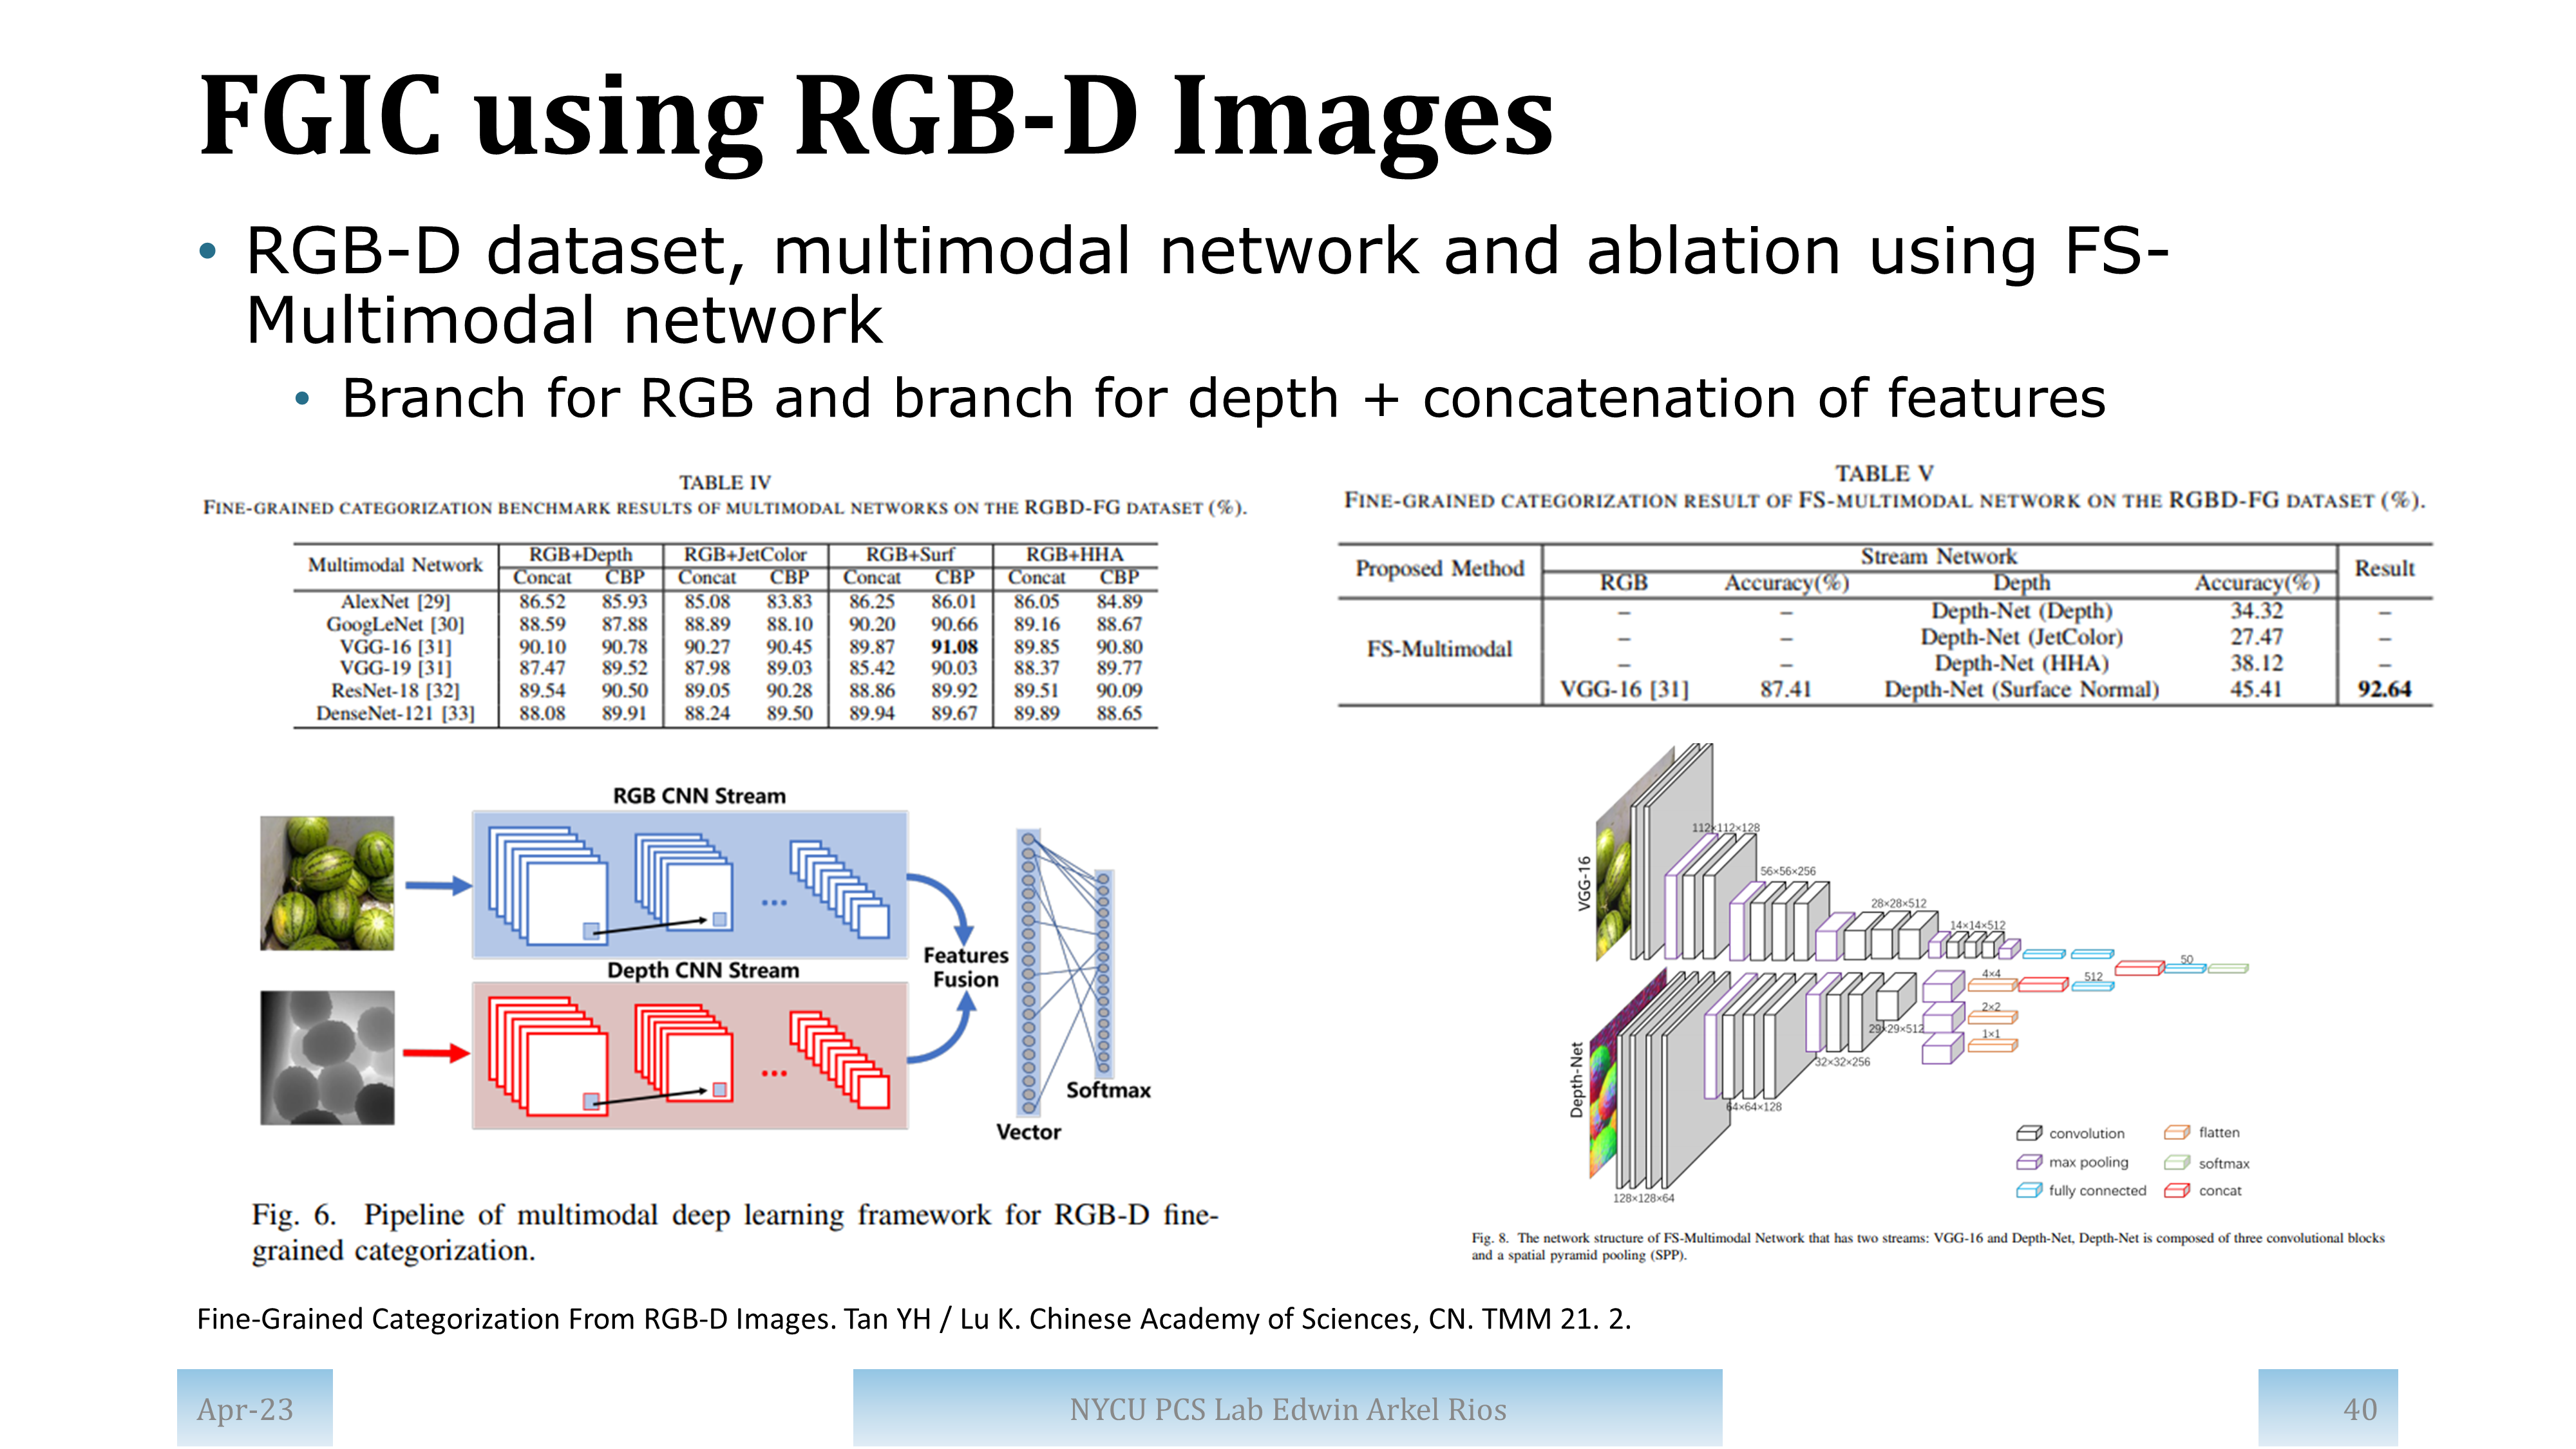 FGIC using RGB-D Images
• RGB-D dataset, multimodal network and ablation using FS-
Multimodal network
• Branch for RGB and branch for depth + concatenation of features
TABLE IV
FINE-GRAINED CATEGORIZATION BENCHMARK RESULTS OF MULTIMODAL NETWORKS ON THE RGBD-FG DATASET (%).
Multimodal Network RGB+Depth RGB+JetColor RGB+Surf RGB+HHA
Concat CBP Concat CBP Concat CBP Concat CBP
AlexNet [29] 86.52 85.93 85.08 83.83 86.25 86.01 86.05 84.89
GoogLeNet [30] 88.59 87.88 88.89 88.10 90.20 90.66 89.16 88.67
VGG-16 [31] 90.10 90.78 90.27 90.45 89.87 91.08 89.85 90.80
VGG-19 [31] 87.47 89.52 87.98 89.03 85.42 90.03 88.37 89.77
ResNet-18 [32] 89.54 90.50 89.05 90.28 88.86 89.92 89.51 90.09
DenseNet-121 [33] 88.08 89.91 88.24 89.50 89.94 89.67 89.89 88.65
TABLE V
FINE-GRAINED CATEGORIZATION RESULT OF FS-MULTIMODAL NETWORK ON THE RGBD-FG DATASET (%).
Proposed Method Stream Network Result
RGB Accuracy(%) Depth Accuracy(%)
FS-Multimodal
– – Depth-Net (Depth) 34.32 –
– – Depth-Net (JetColor) 27.47 –
– – Depth-Net (HHA) 38.12 –
VGG-16 [31] 87.41 Depth-Net (Surface Normal) 45.41 92.64
RGB CNN Stream
...
Features
Fusion
Depth CNN Stream
...
Softmax
Vector
Fig. 6. Pipeline of multimodal deep learning framework for RGB-D fine-
grained categorization.
VGG-16
112×112×128
56×56×256
28×28×512
14×14×512
50
4×4
512
2×2
1×1
29×29×512
32×32×256
64×64×128
128×128×64
Depth-Net
convolution flatten
max pooling softmax
fully connected concat
Fig. 8. The network structure of FS-Multimodal Network that has two streams: VGG-16 and Depth-Net, Depth-Net is composed of three convolutional blocks
and a spatial pyramid pooling (SPP).
Fine-Grained Categorization From RGB-D Images. Tan YH / Lu K. Chinese Academy of Sciences, CN. TMM 21. 2.
Apr-23 NYCU PCS Lab Edwin Arkel Rios 40